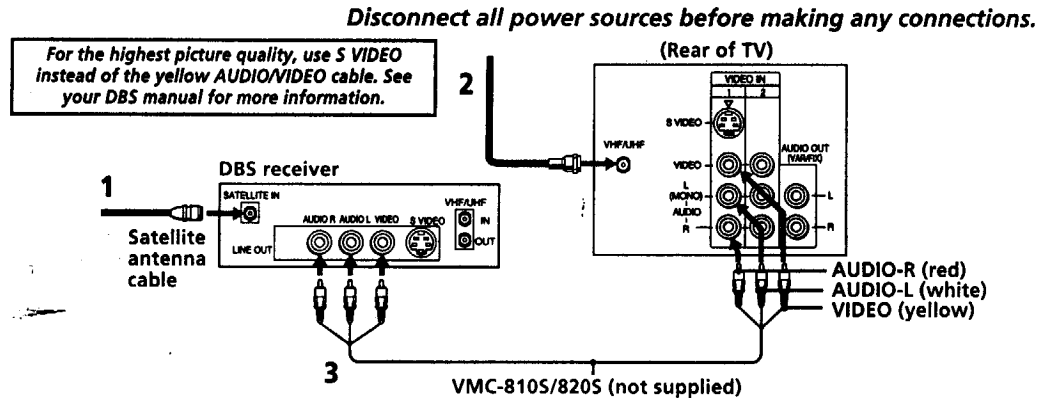 Disconnect all power sources before making any connections.
For the highest picture quality, use S VIDEO
instead of the yellow AUDIO/VIDEO cable. See
your DBS manual for more information.
2
(Rear of TV)
VIDEO IN
1 2
S VIDEO
VHF/UHF
VIDEO
AUDIO OUT
(VAR/FIX)
L
(MONO)
AUDIO
R
L
R
DBS receiver
1
SATELLITE IN
VHF/UHF
AUDIO R AUDIO L VIDEO S VIDEO
IN
OUT
LINE OUT
Satellite
antenna
cable
AUDIO-R (red)
AUDIO-L (white)
VIDEO (yellow)
3
VMC-810S/820S (not supplied)